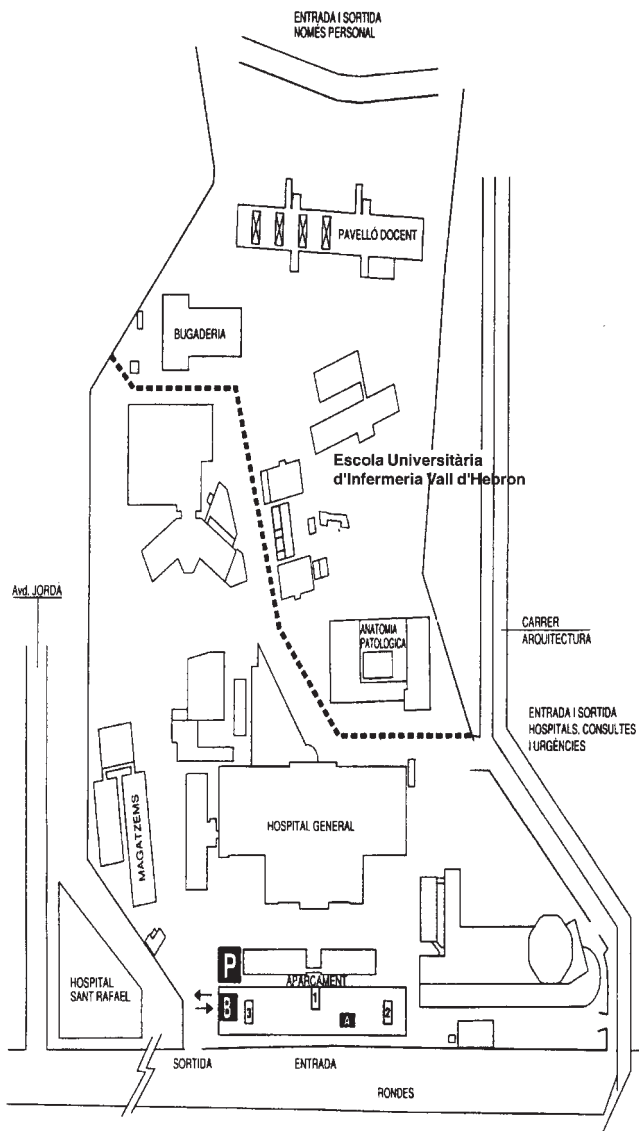 ENTRADA I SORTIDA
NOMÉS PERSONAL
PAVELLÓ DOCENT
BUGADERIA
Escola Universitària
d'Infermeria Vall d'Hebron
Avd. JORDÀ
ANATOMIA
PATOLOGICA
CARRER
ARQUITECTURA
ENTRADA I SORTIDA
HOSPITALS, CONSULTES
I URGÈNCIES
MAGATZEMS
HOSPITAL GENERAL
P
APARCAMENT
HOSPITAL
SANT RAFAEL
B
3
1
A
2
SORTIDA
ENTRADA
RONDES